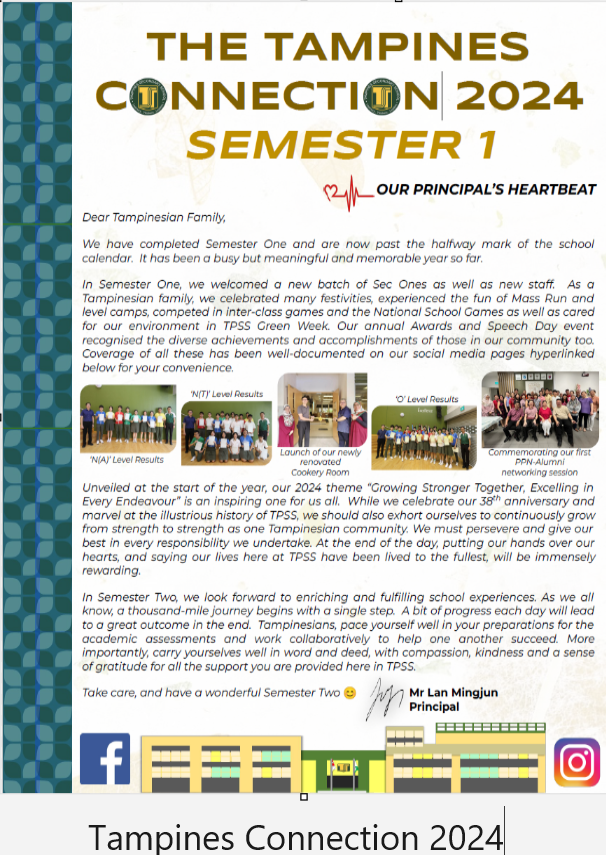 THE TAMPINES
CONNECTION 2024
SEMESTER 1
OUR PRINCIPAL'S HEARTBEAT
Dear Tampinesian Family,
We have completed Semester One and are now past the halfway mark of the school
calendar. It has been a busy but meaningful and memorable year so far.
In Semester One, we welcomed a new batch of Sec Ones as well as new staff. As a
Tampinesian family, we celebrated many festivities, experienced the fun of Mass Run and
level camps, competed in inter-class games and the National School Games as well as cared
for our environment in TPSS Green Week. Our annual Awards and Speech Day event
recognised the diverse achievements and accomplishments of those in our community too.
Coverage of all these has been well-documented on our social media pages hyperlinked
below for your convenience.
'N(A)' Level Results
'N(T)' Level Results
Launch of our newly
renovated
Cookery Room
'O' Level Results
Commemorating our first
PPN-Alumni
networking session
Unveiled at the start of the year, our 2024 theme "Growing Stronger Together, Excelling in
Every Endeavour" is an inspiring one for us all. While we celebrate our 38th anniversary and
marvel at the illustrious history of TPSS, we should also exhort ourselves to continuously grow
from strength to strength as one Tampinesian community. We must persevere and give our
best in every responsibility we undertake. At the end of the day, putting our hands over our
hearts, and saying our lives here at TPSS have been lived to the fullest, will be immensely
rewarding.
In Semester Two, we look forward to enriching and fulfilling school experiences. As we all
know, a thousand-mile journey begins with a single step. A bit of progress each day will lead
to a great outcome in the end. Tampinesians, pace yourself well in your preparations for the
academic assessments and work collaboratively to help one another succeed. More
importantly, carry yourselves well in word and deed, with compassion, kindness and a sense
of gratitude for all the support you are provided here in TPSS.
Take care, and have a wonderful Semester Two 😊
Mr Lan Mingjun
Principal
Tampines Connection 2024